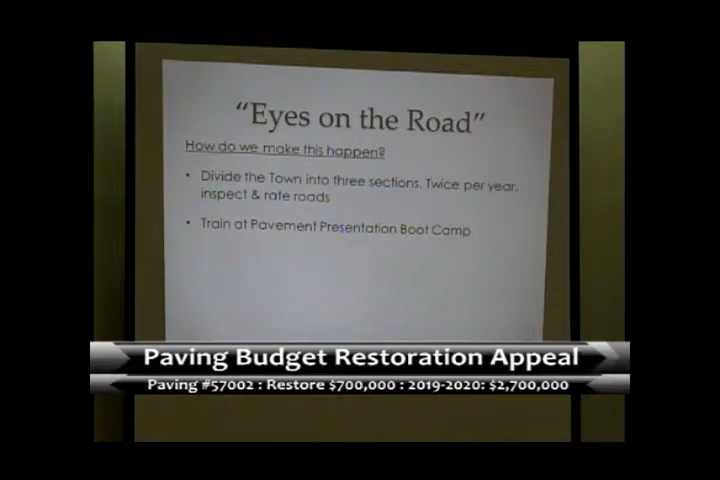 “Eyes on the Road”
How do we make this happen?
• Divide the Town into three sections. Twice per year,
inspect & rate roads
• Train at Pavement Presentation Boot Camp
Paving Budget Restoration Appeal
Paving #57002 : Restore $700,000 : 2019-2020: $2,700,000